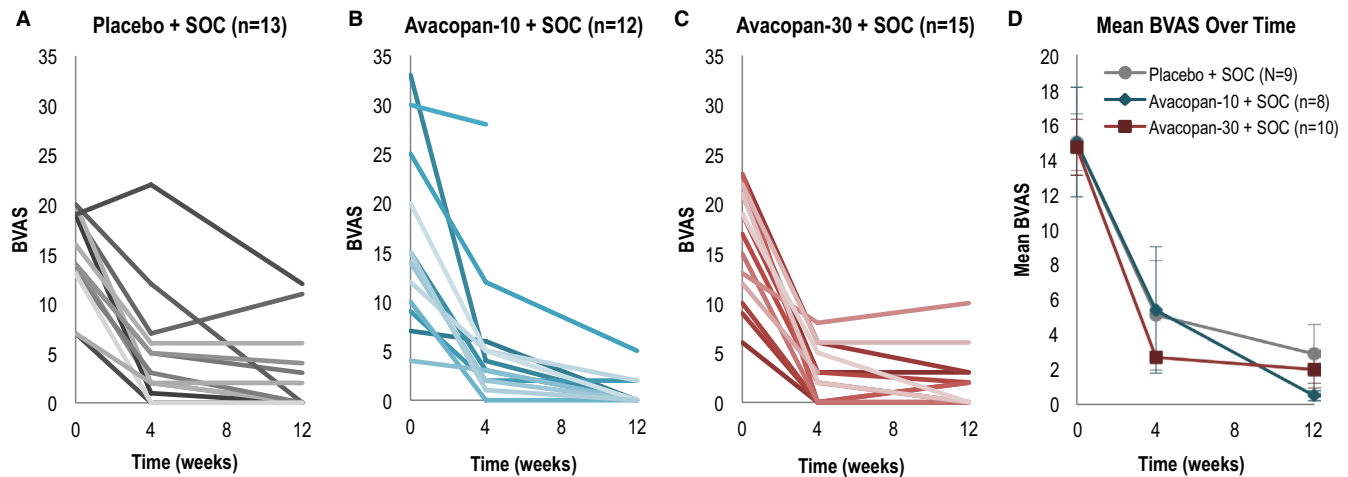 A
Placebo + SOC (n=13)
BVAS
35
30
25
20
15
10
5
0
0
4
12
Time (weeks)
B
Avacopan-10 + SOC (n=12)
BVAS
35
30
25
20
15
10
5
0
0
4
12
Time (weeks)
C
Avacopan-30 + SOC (n=15)
BVAS
35
30
25
20
15
10
5
0
0
4
12
Time (weeks)
D
Mean BVAS Over Time
Mean BVAS
20
18
16
14
12
10
8
6
4
2
0
0
4
12
Time (weeks)
Placebo + SOC (N=9)
Avacopan-10 + SOC (n=8)
Avacopan-30 + SOC (n=10)